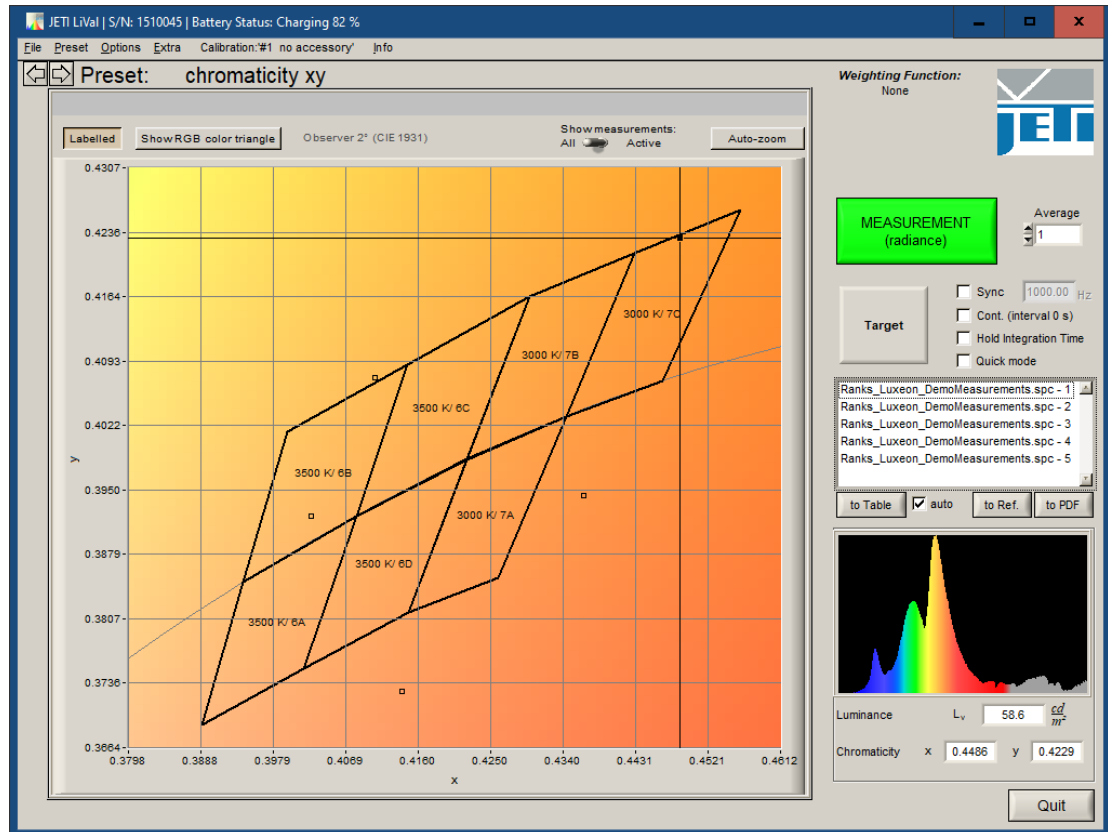 JETI LiVal | S/N: 1510045 | Battery Status: Charging 82 %
File Preset Options Extra Calibration:'#1 no accessory' Info
Preset: chromaticity xy
Weighting Function:
None
JETI
Labelled Show RGB color triangle Observer 2° (CIE 1931) Show measurements:
All Active Auto-zoom
0.4307
0.4236
0.4164
0.4093
0.4022
0.3950
0.3879
0.3807
0.3736
0.3664
y
3000 K/ 7C
3000 K/ 7B
3500 K/ 6C
3500 K/ 6B
3000 K/ 7A
3500 K/ 6D
3500 K/ 6A
0.3798 0.3888 0.3979 0.4069 0.4160 0.4250 0.4340 0.4431 0.4521 0.4612
x
MEASUREMENT
(radiance)
Average
1
Target
Sync 1000.00 Hz
Cont. (interval 0 s)
Hold Integration Time
Quick mode
Ranks_Luxeon_DemoMeasurements.spc - 1
Ranks_Luxeon_DemoMeasurements.spc - 2
Ranks_Luxeon_DemoMeasurements.spc - 3
Ranks_Luxeon_DemoMeasurements.spc - 4
Ranks_Luxeon_DemoMeasurements.spc - 5
to Table auto to Ref. to PDF
Luminance Lv 58.6 cd/m²
Chromaticity x 0.4486 y 0.4229
Quit